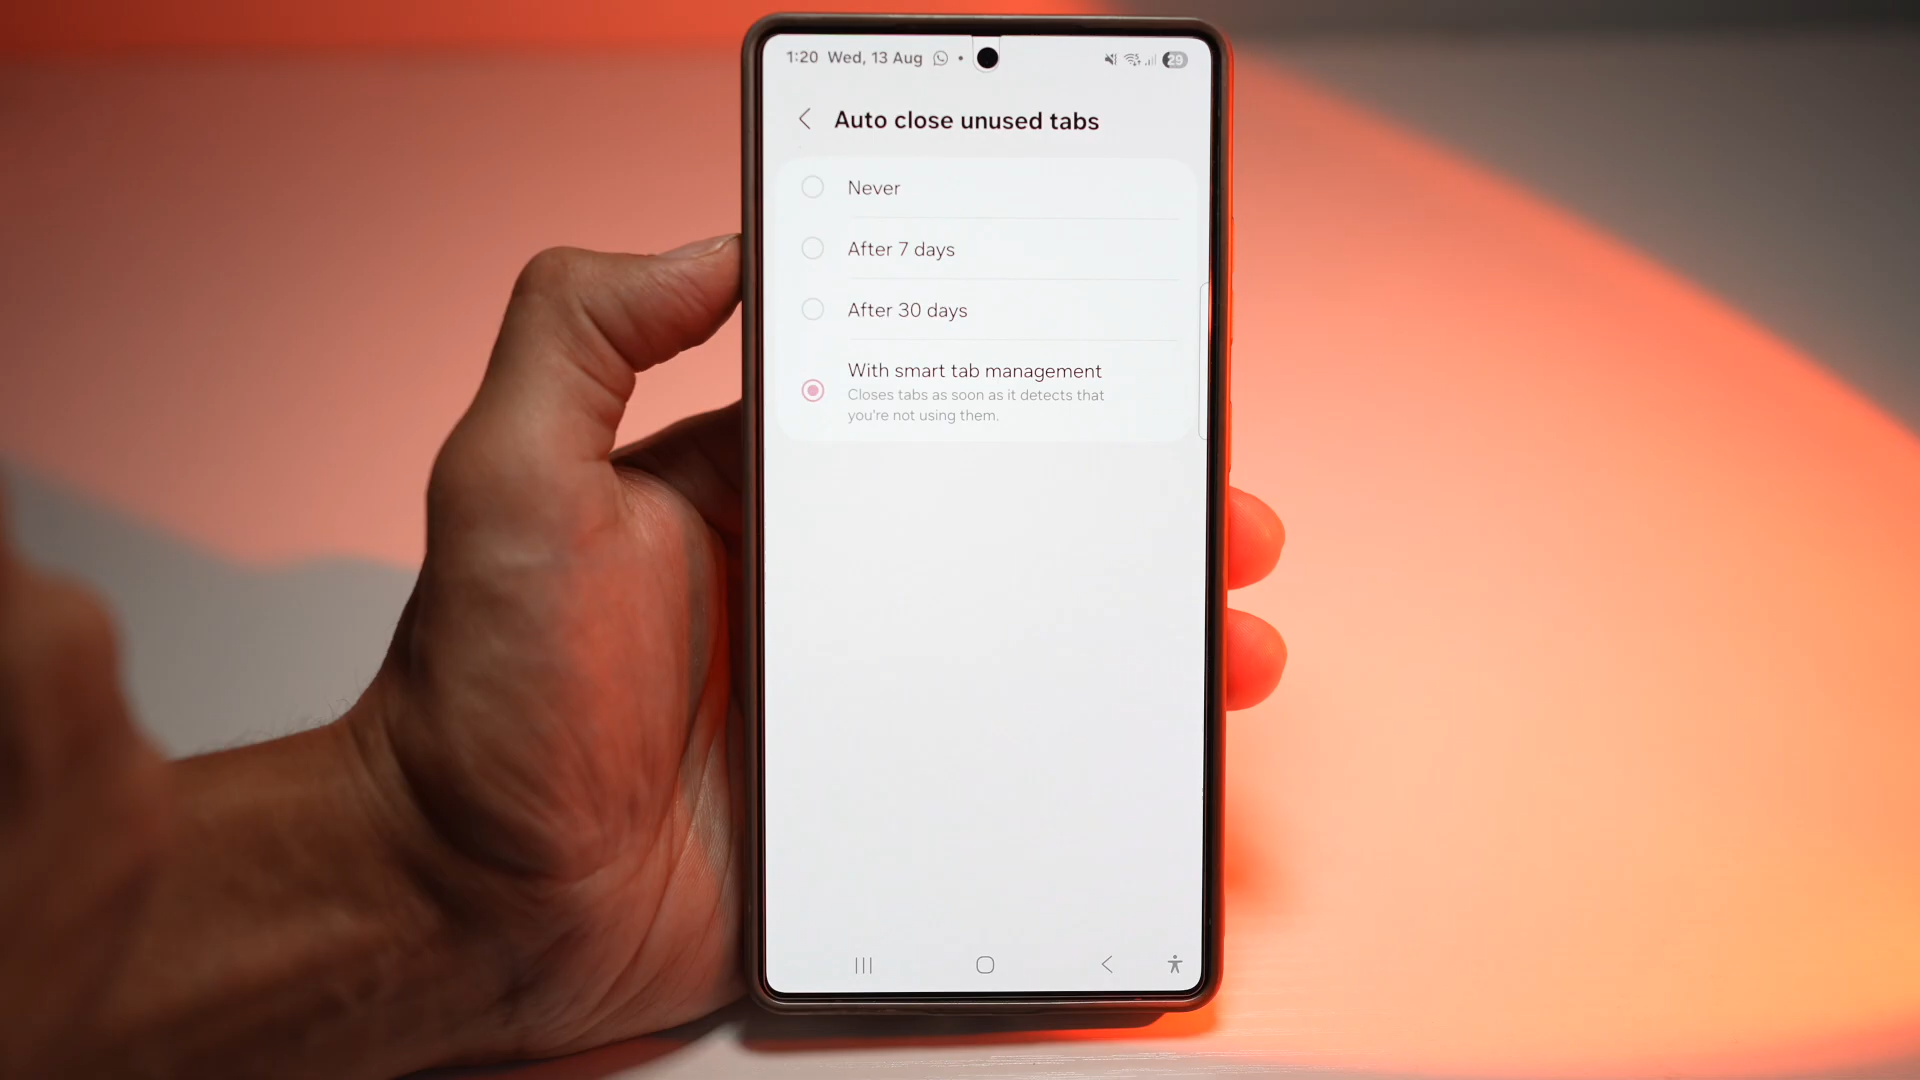 1:20 Wed, 13 Aug
29
Auto close unused tabs
Never
After 7 days
After 30 days
With smart tab management
Closes tabs as soon as it detects that
you're not using them.